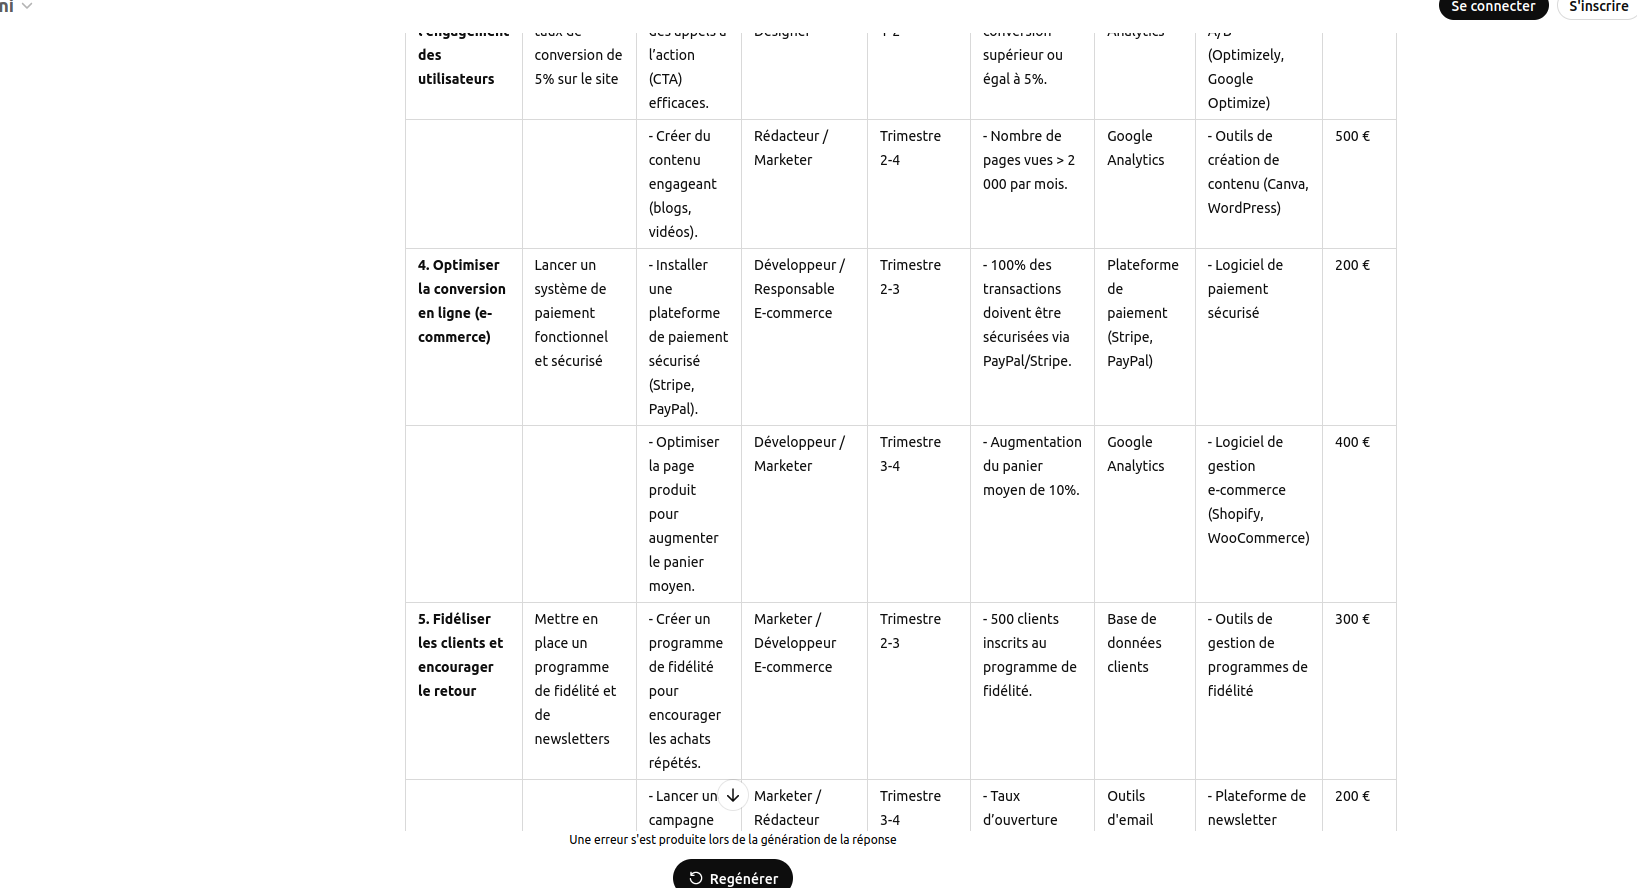 ni
Se connecter
S'inscrire
l'engagement
des
utilisateurs
taux de
conversion de
5% sur le site
des appels à
l’action
(CTA)
efficaces.
Designer
1-2
conversion
supérieur ou
égal à 5%.
Analytics
A/B
(Optimizely,
Google
Optimize)
- Créer du
contenu
engageant
(blogs,
vidéos).
Rédacteur /
Marketer
Trimestre
2-4
- Nombre de
pages vues > 2
000 par mois.
Google
Analytics
- Outils de
création de
contenu (Canva,
WordPress)
500 €
4. Optimiser
la conversion
en ligne (e-
commerce)
Lancer un
système de
paiement
fonctionnel
et sécurisé
- Installer
une
plateforme
de paiement
sécurisé
(Stripe,
PayPal).
Développeur /
Responsable
E-commerce
Trimestre
2-3
- 100% des
transactions
doivent être
sécurisées via
PayPal/Stripe.
Plateforme
de
paiement
(Stripe,
PayPal)
- Logiciel de
paiement
sécurisé
200 €
- Optimiser
la page
produit
pour
augmenter
le panier
moyen.
Développeur /
Marketer
Trimestre
3-4
- Augmentation
du panier
moyen de 10%.
Google
Analytics
- Logiciel de
gestion
e-commerce
(Shopify,
WooCommerce)
400 €
5. Fidéliser
les clients et
encourager
le retour
Mettre en
place un
programme
de fidélité et
de
newsletters
- Créer un
programme
de fidélité
pour
encourager
les achats
répétés.
Marketer /
Développeur
E-commerce
Trimestre
2-3
- 500 clients
inscrits au
programme de
fidélité.
Base de
données
clients
- Outils de
gestion de
programmes de
fidélité
300 €
- Lancer un
campagne
Marketer /
Rédacteur
Trimestre
3-4
- Taux
d’ouverture
Outils
d'email
- Plateforme de
newsletter
200 €
Une erreur s'est produite lors de la génération de la réponse
Regénérer